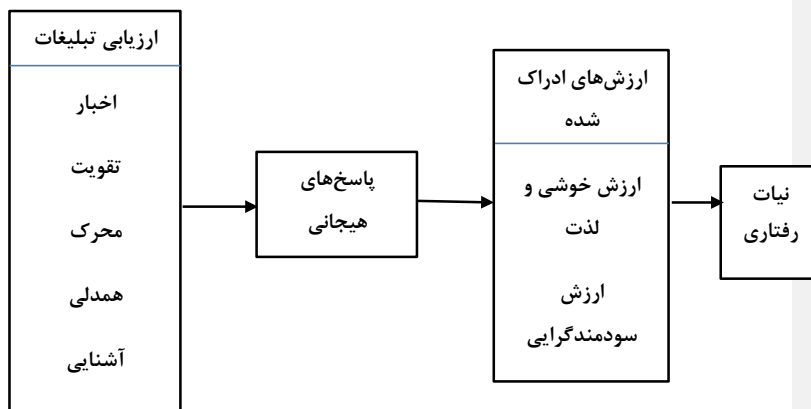 ارزیابی تبلیغات
اخبار
تقویت
محرک
همدلی
آشنایی
پاسخ‌های
هیجانی
ارزش‌های ادراک
شده
ارزش خوشی و
لذت
ارزش
سودمندگرایی
نیات
رفتاری